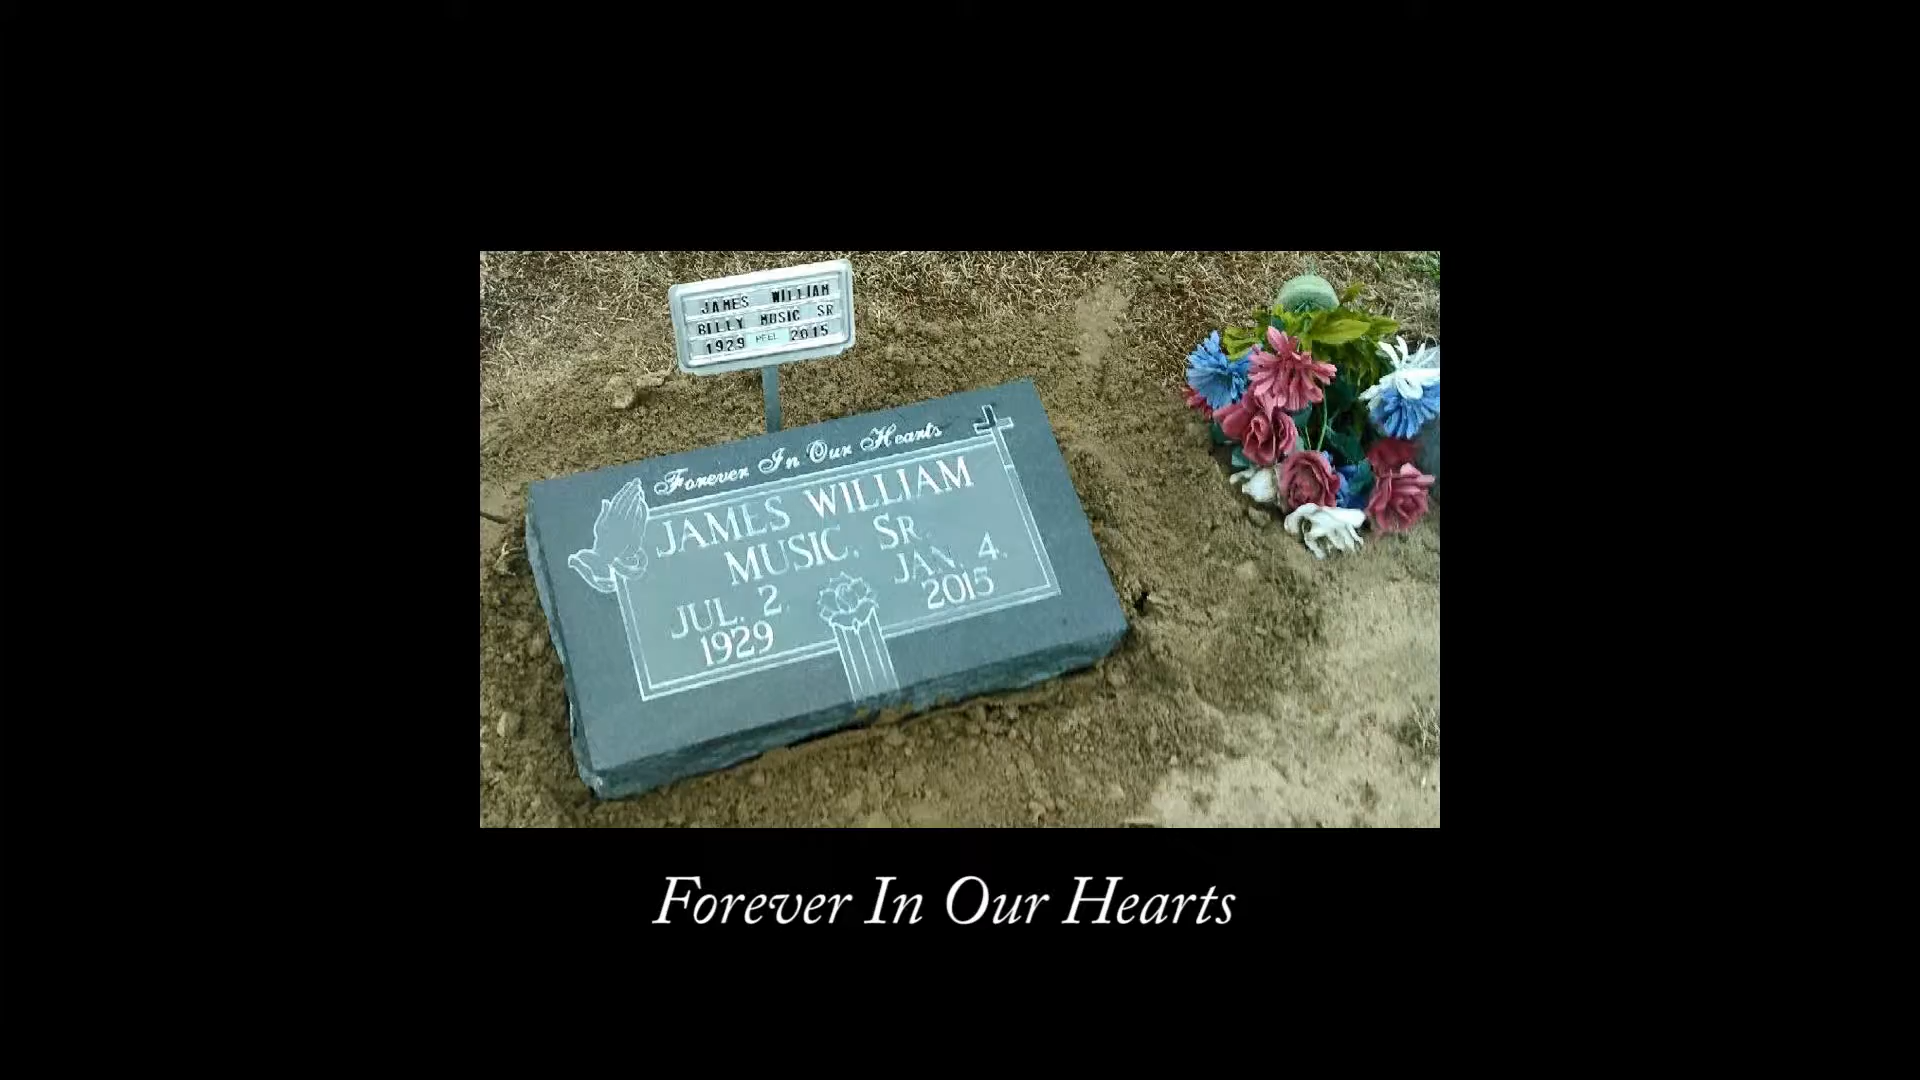 JAMES WILLIAM
BILLY MUSIC SR
1929 PEEL 2015
Forever In Our Hearts
JAMES WILLIAM
MUSIC, SR.
JUL. 2, JAN. 4,
1929 2015
Forever In Our Hearts